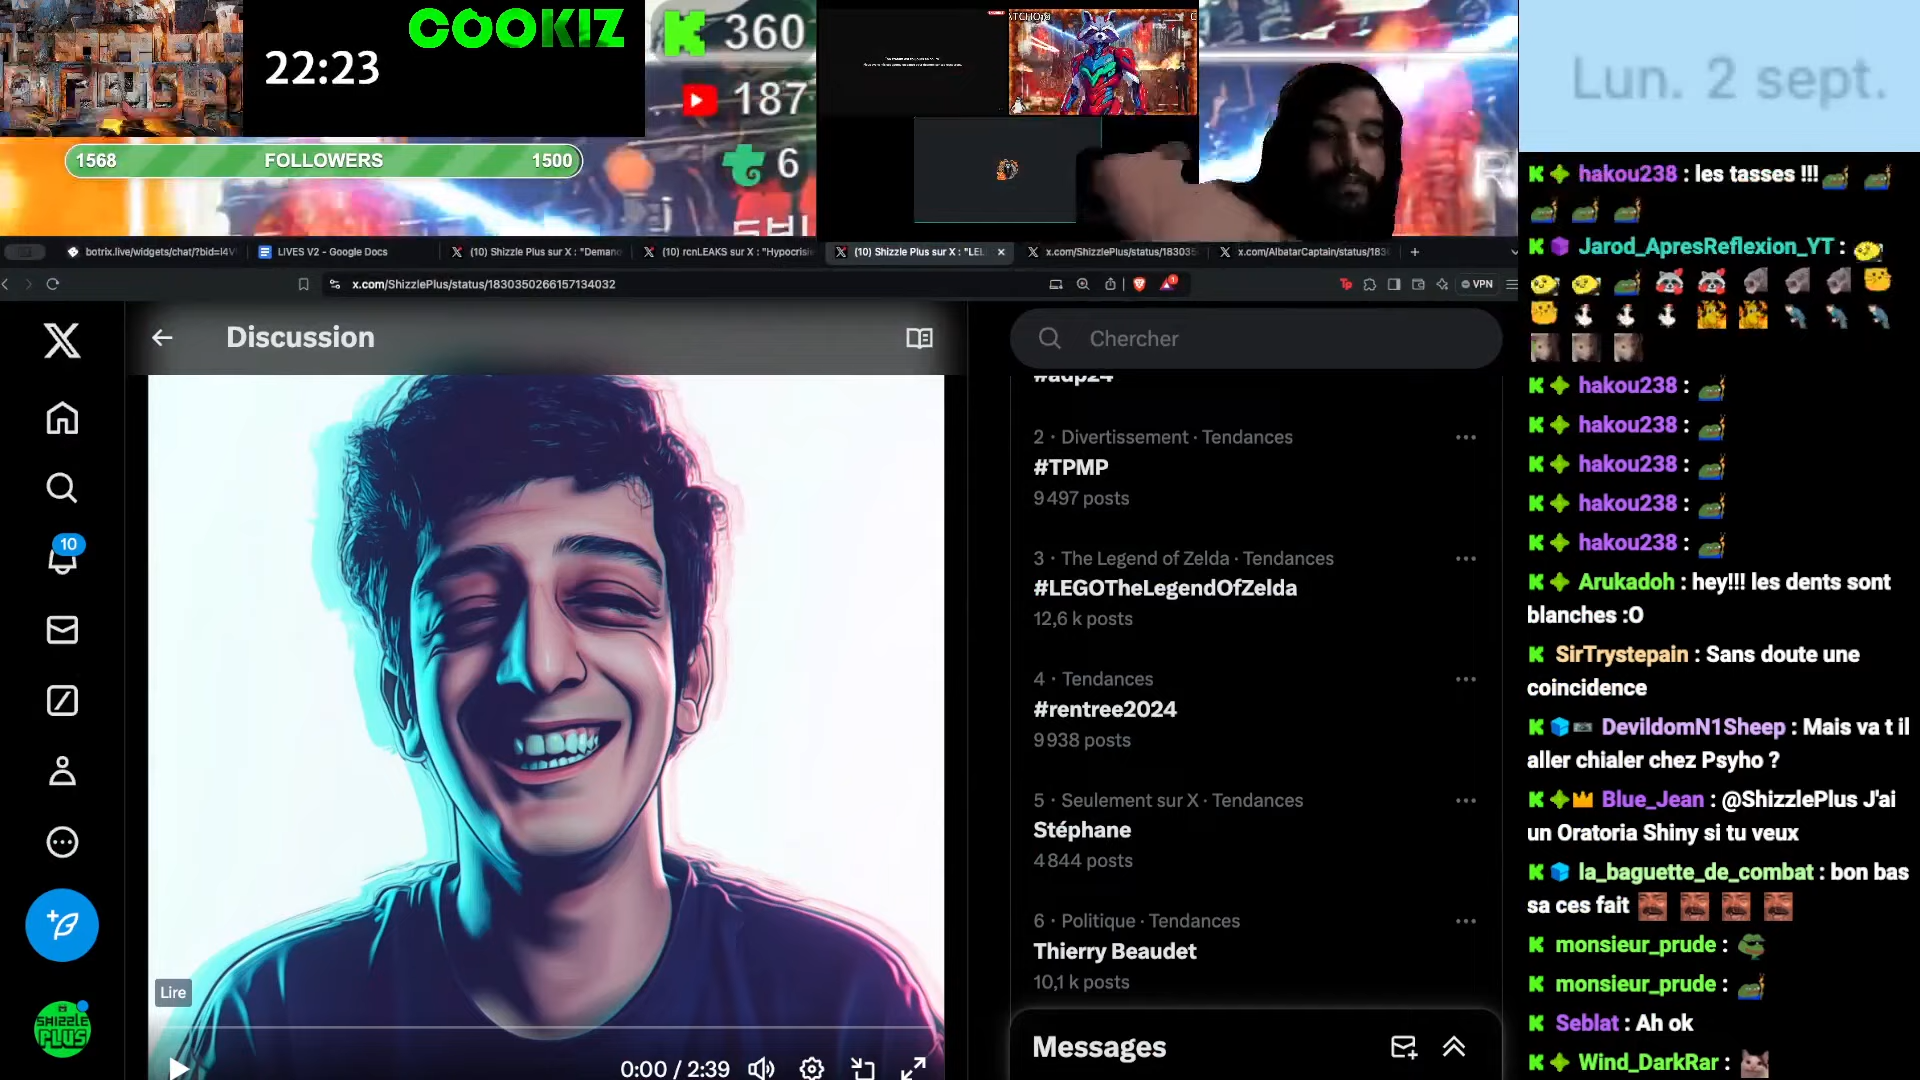 COOKIZ
22:23
360
187
6
1568 FOLLOWERS 1500
Lun. 2 sept.
botrix.live/widgets/chat/?bid=I4V
LIVES V2 - Google Docs
(10) Shizzle Plus sur X : "Deman
(10) rcnLEAKS sur X : "Hypocrisi
(10) Shizzle Plus sur X : "LEL
x.com/ShizzlePlus/status/18303
x.com/AlbatarCaptain/status/183
x.com/ShizzlePlus/status/1830350266157134032
VPN
Discussion
Chercher
#adp24
2 · Divertissement · Tendances
#TPMP
9 497 posts
3 · The Legend of Zelda · Tendances
#LEGOTheLegendOfZelda
12,6 k posts
4 · Tendances
#rentree2024
9 938 posts
5 · Seulement sur X · Tendances
Stéphane
4 844 posts
6 · Politique · Tendances
Thierry Beaudet
10,1 k posts
Messages
10
SHIZZLE
PLUS
Lire
0:00 / 2:39
hakou238 : les tasses !!!
Jarod_ApresReflexion_YT :
hakou238 :
hakou238 :
hakou238 :
hakou238 :
hakou238 :
Arukadoh : hey!!! les dents sont
blanches :O
SirTrystepain : Sans doute une
coincidence
DevildomN1Sheep : Mais va t il
aller chialer chez Psyho ?
Blue_Jean : @ShizzlePlus J'ai
un Oratoria Shiny si tu veux
la_baguette_de_combat : bon bas
sa ces fait
monsieur_prude :
monsieur_prude :
Seblat : Ah ok
Wind_DarkRar :